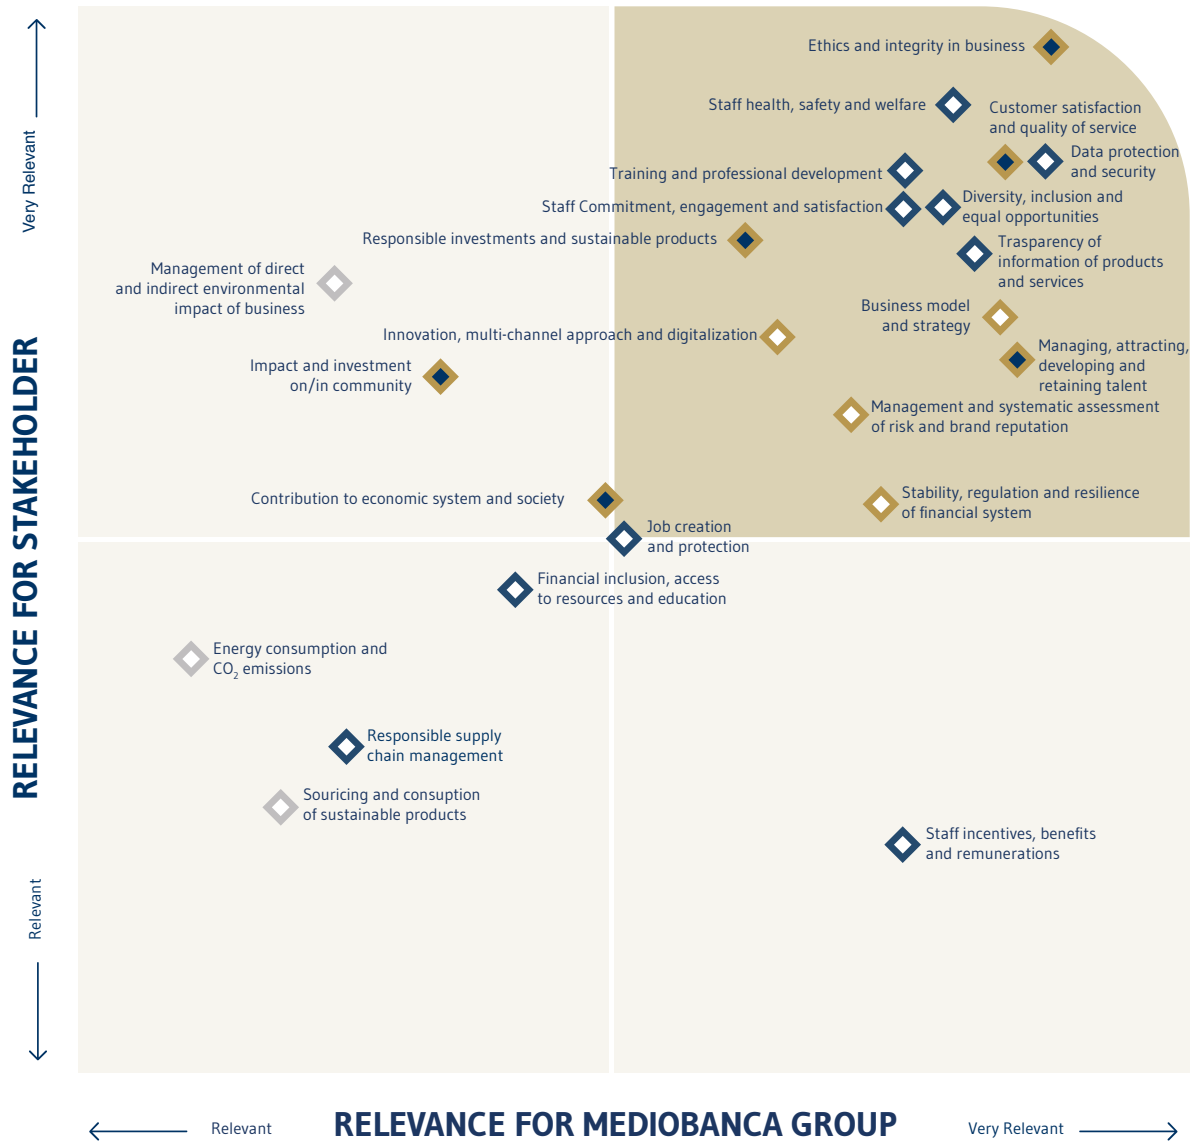 Very Relevant
RELEVANCE FOR STAKEHOLDER
Relevant
Ethics and integrity in business
Staff health, safety and welfare
Customer satisfaction
and quality of service
Data protection
and security
Training and professional development
Staff Commitment, engagement and satisfaction
Diversity, inclusion and
equal opportunities
Responsible investments and sustainable products
Trasparency of
information of products
and services
Management of direct
and indirect environmental
impact of business
Business model
and strategy
Innovation, multi-channel approach and digitalization
Managing, attracting,
developing and
retaining talent
Impact and investment
on/in community
Management and systematic assessment
of risk and brand reputation
Contribution to economic system and society
Stability, regulation and resilience
of financial system
Job creation
and protection
Financial inclusion, access
to resources and education
Energy consumption and
CO₂ emissions
Responsible supply
chain management
Souricing and consuption
of sustainable products
Staff incentives, benefits
and remunerations
Relevant
RELEVANCE FOR MEDIOBANCA GROUP
Very Relevant